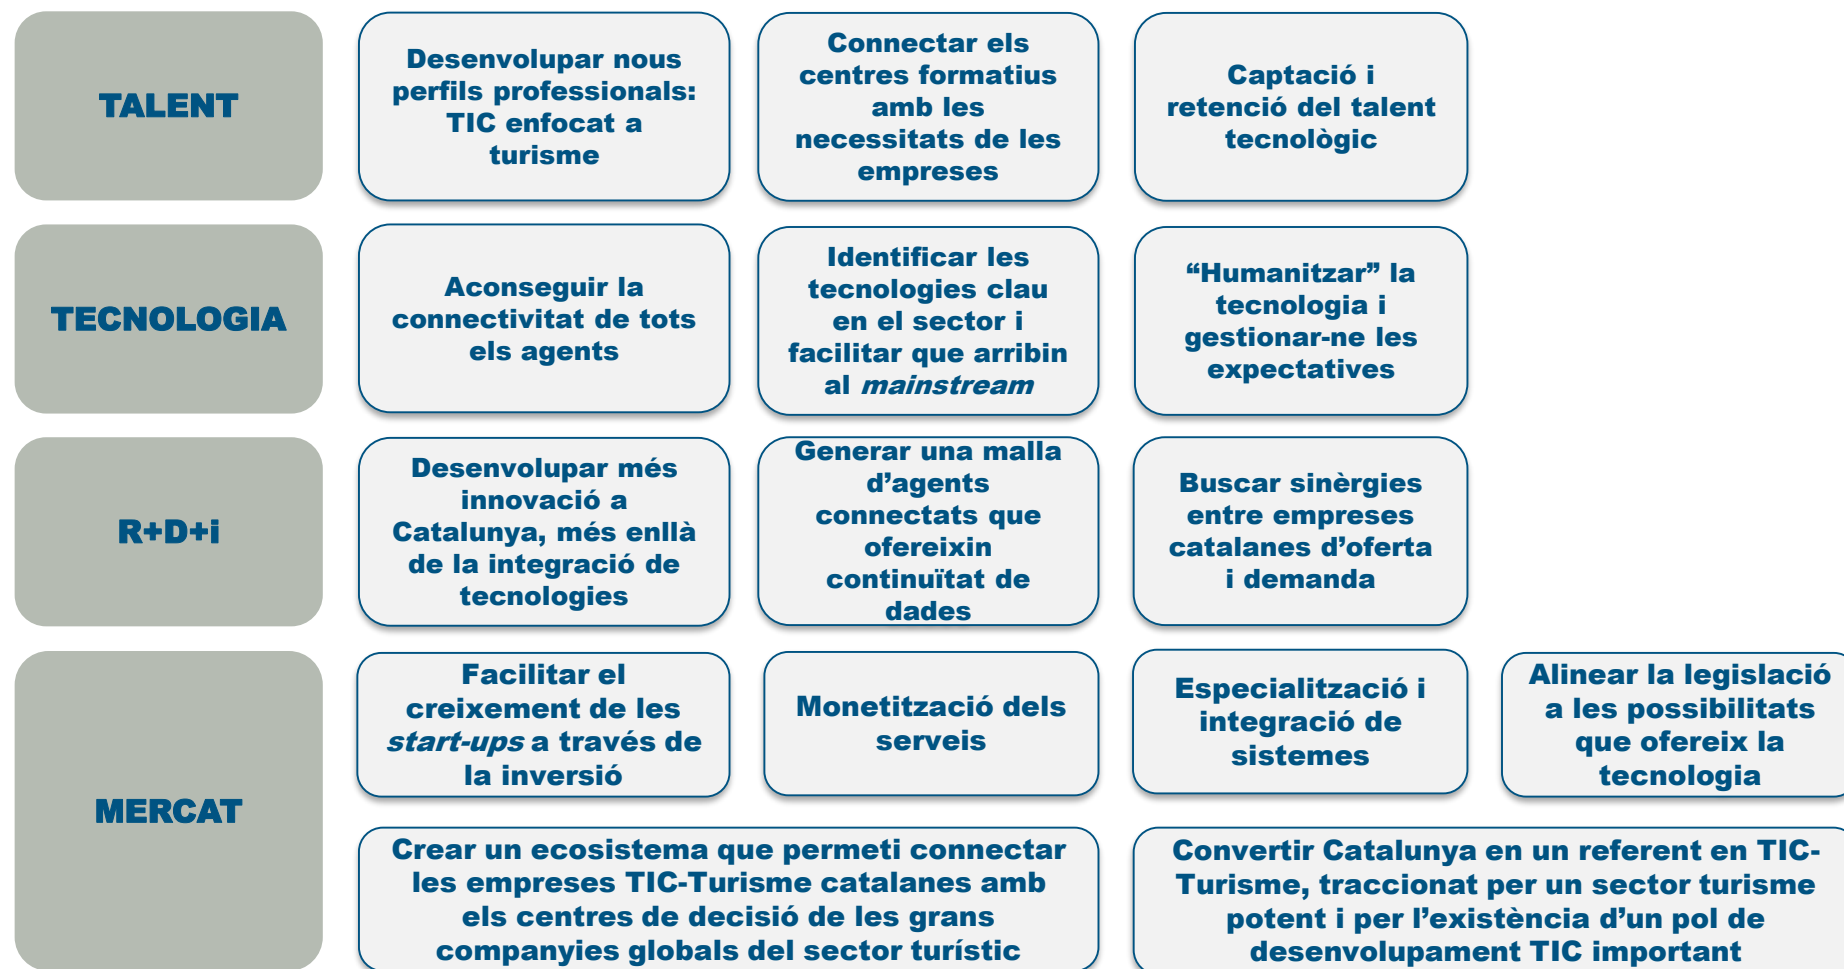 TALENT
Desenvolupar nous
perfils professionals:
TIC enfocat a
turisme
Connectar els
centres formatius
amb les
necessitats de les
empreses
Captació i
retenció del talent
tecnològic
TECNOLOGIA
Aconseguir la
connectivitat de tots
els agents
Identificar les
tecnologies clau
en el sector i
facilitar que arribin
al mainstream
“Humanitzar” la
tecnologia i
gestionar-ne les
expectatives
R+D+i
Desenvolupar més
innovació a
Catalunya, més enllà
de la integració de
tecnologies
Generar una malla
d’agents
connectats que
ofereixin
continuïtat de
dades
Buscar sinèrgies
entre empreses
catalanes d’oferta
i demanda
MERCAT
Facilitar el
creixement de les
start-ups a través de
la inversió
Monetització dels
serveis
Especialització i
integració de
sistemes
Alinear la legislació
a les possibilitats
que ofereix la
tecnologia
Crear un ecosistema que permeti connectar
les empreses TIC-Turisme catalanes amb
els centres de decisió de les grans
companyies globals del sector turístic
Convertir Catalunya en un referent en TIC-
Turisme, traccionat per un sector turisme
potent i per l’existència d’un pol de
desenvolupament TIC important